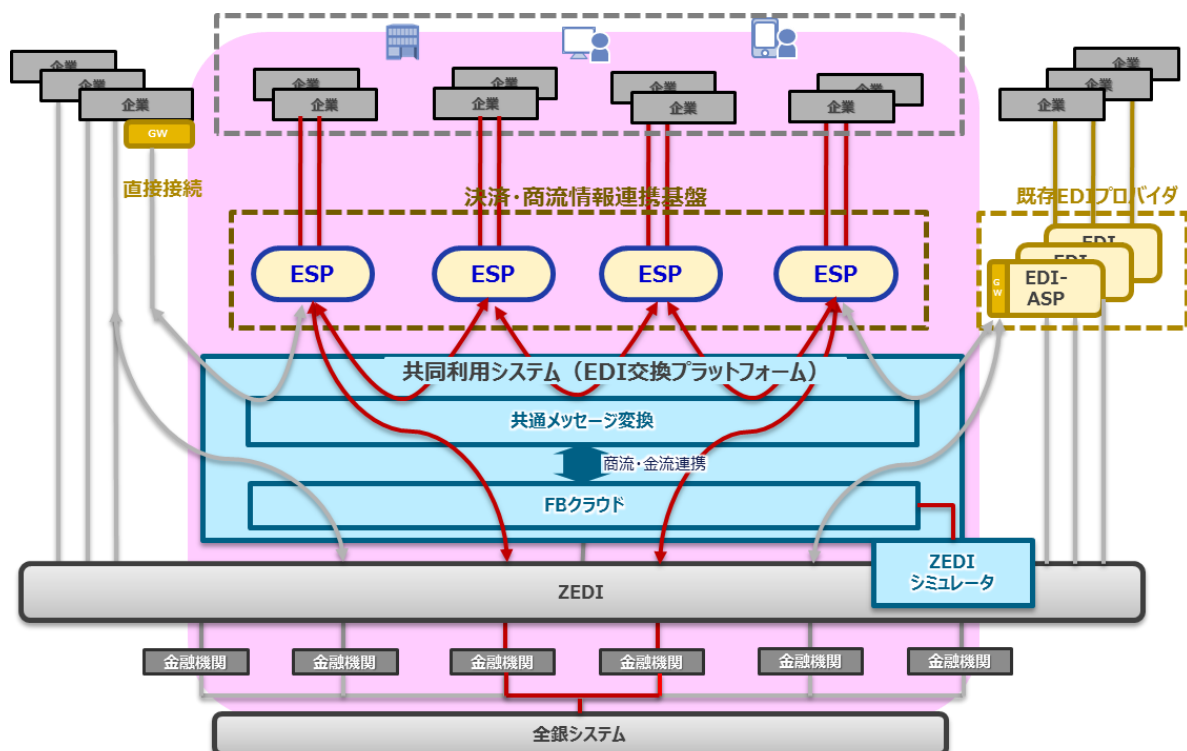 企業
企業
企業
GW
直接接続
企業
企業
企業
企業
企業
企業
企業
企業
企業
企業
企業
決済・商流情報連携基盤
既存EDIプロバイダ
ESP
ESP
ESP
ESP
EDI
EDI
GW
EDI-
ASP
共同利用システム(EDI交換プラットフォーム)
共通メッセージ変換
商流・金流連携
FBクラウド
ZEDI
シミュレータ
ZEDI
金融機関
金融機関
金融機関
金融機関
金融機関
金融機関
全銀システム